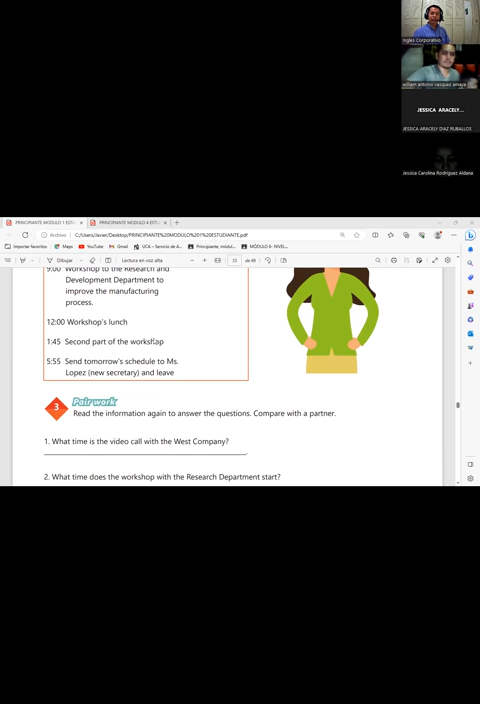 Ingles Corporativo
william antonio vasquez amaya
JESSICA ARACELY...
JESSICA ARACELY DIAZ RUBALLOS
Jessica Carolina Rodriguez Aldana
PRINCIPIANTE MODULO 1 ESTU
PRINCIPIANTE MODULO 4 EST
Archivo
C:/Users/Javier/Desktop/PRINCIPIANTE%20MODULO%201%20ESTUDIANTE.pdf
Importar favoritos
Maps
YouTube
Gmail
UCA – Servicio de A...
Principiante, módul...
MÓDULO 6- NIVEL...
Dibujar
Lectura en voz alta
de 49
9:00 Workshop to the Research and
Development Department to
improve the manufacturing
process.
12:00 Workshop's lunch
1:45 Second part of the workshop
5:55 Send tomorrow's schedule to Ms.
Lopez (new secretary) and leave
3
Pairwork
Read the information again to answer the questions. Compare with a partner.
1. What time is the video call with the West Company?
2. What time does the workshop with the Research Department start?